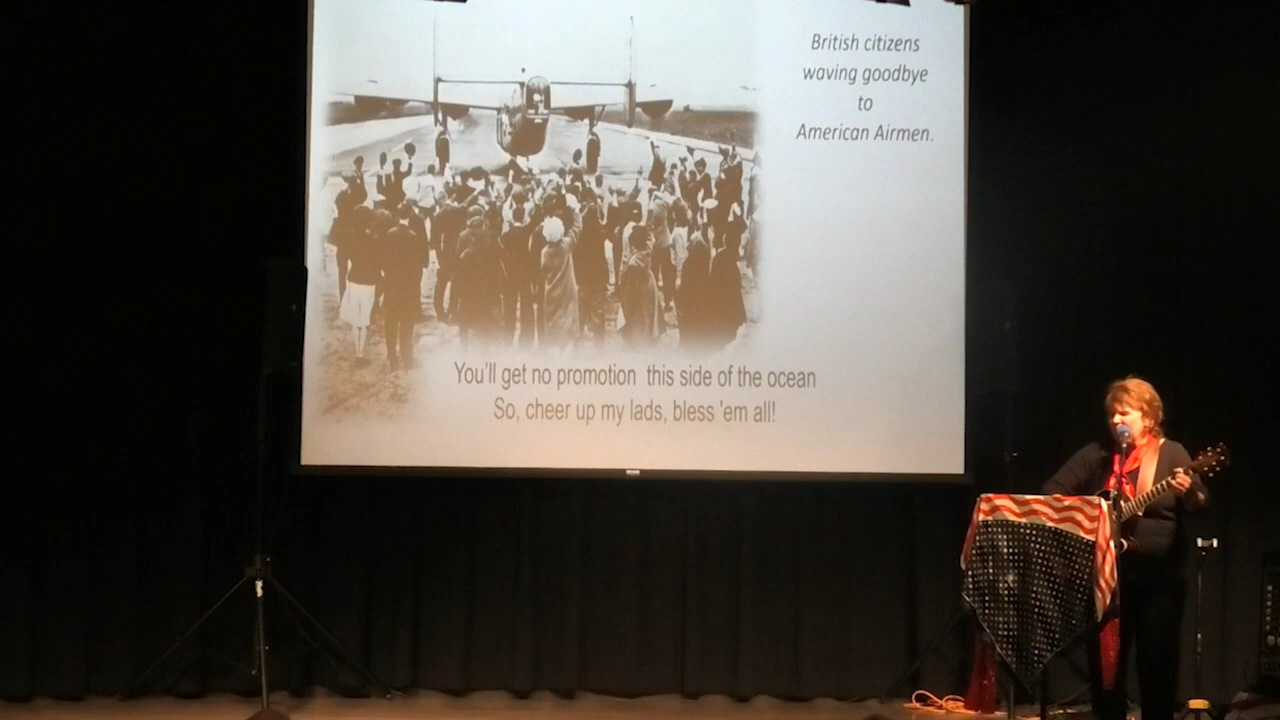 British citizens
waving goodbye
to
American Airmen.
You'll get no promotion this side of the ocean
So, cheer up my lads, bless 'em all!